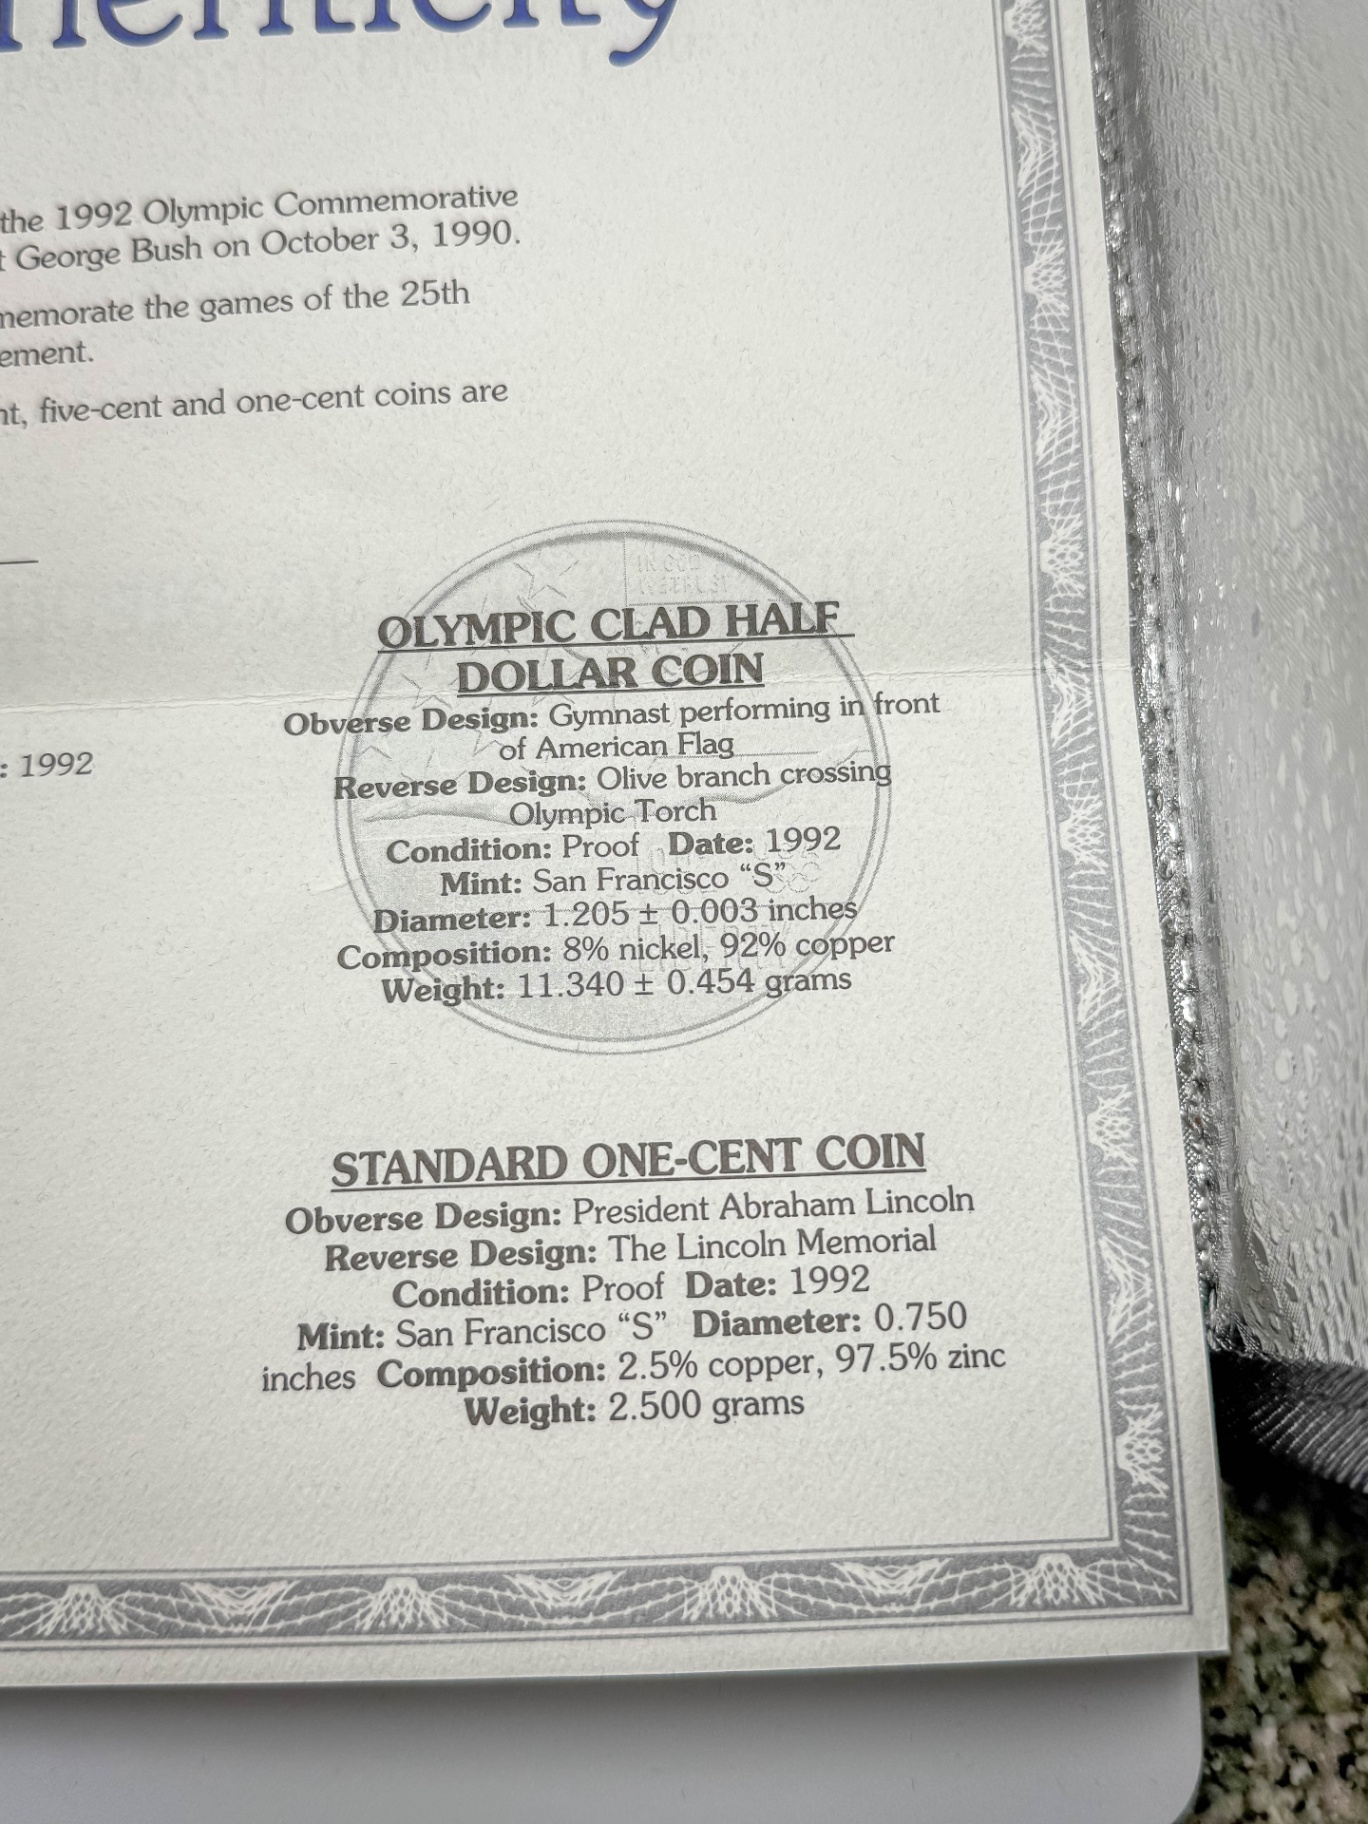 the 1992 Olympic Commemorative
George Bush on October 3, 1990.
the games of the 25th
five-cent and one-cent coins are
: 1992
OLYMPIC CLAD HALF
DOLLAR COIN
Obverse Design: Gymnast performing in front
of American Flag
Reverse Design: Olive branch crossing
Olympic Torch
Condition: Proof Date: 1992
Mint: San Francisco “S”
Diameter: 1.205 ± 0.003 inches
Composition: 8% nickel, 92% copper
Weight: 11.340 ± 0.454 grams
STANDARD ONE-CENT COIN
Obverse Design: President Abraham Lincoln
Reverse Design: The Lincoln Memorial
Condition: Proof Date: 1992
Mint: San Francisco “S” Diameter: 0.750
inches Composition: 2.5% copper, 97.5% zinc
Weight: 2.500 grams